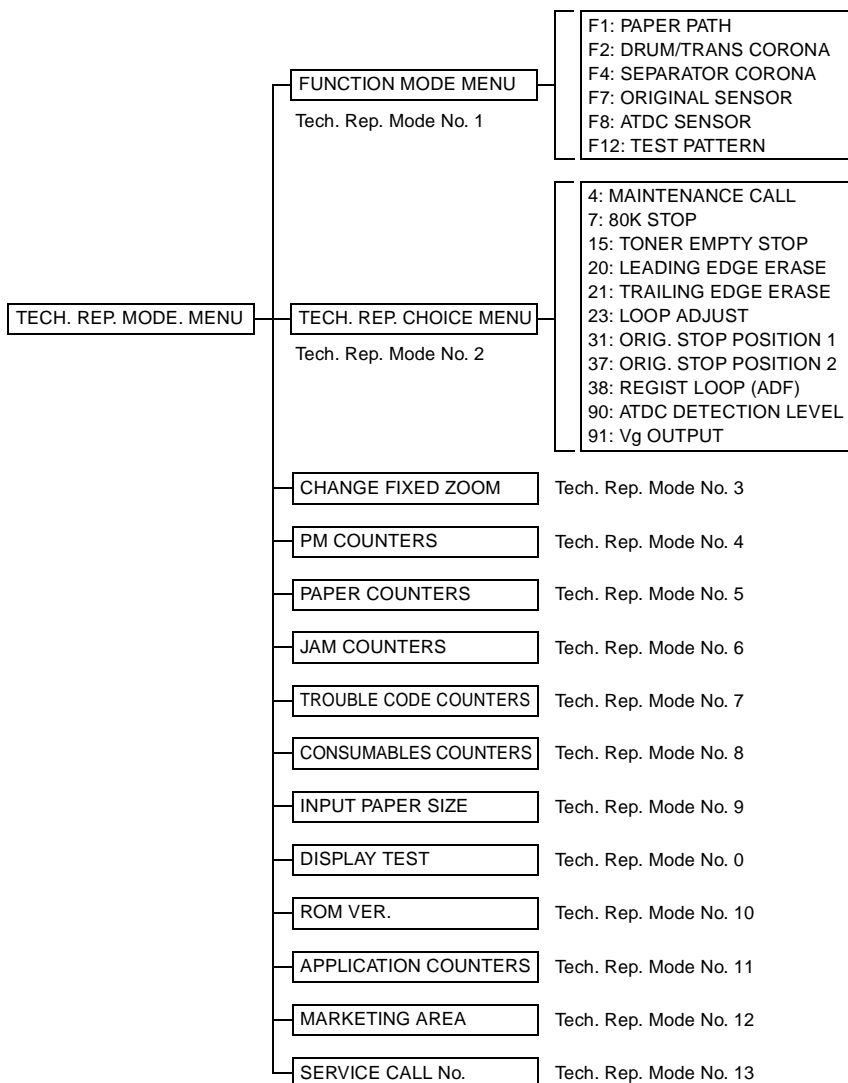 F1: PAPER PATH
F2: DRUM/TRANS CORONA
F4: SEPARATOR CORONA
F7: ORIGINAL SENSOR
F8: ATDC SENSOR
F12: TEST PATTERN
FUNCTION MODE MENU
Tech. Rep. Mode No. 1
4: MAINTENANCE CALL
7: 80K STOP
15: TONER EMPTY STOP
20: LEADING EDGE ERASE
21: TRAILING EDGE ERASE
23: LOOP ADJUST
31: ORIG. STOP POSITION 1
37: ORIG. STOP POSITION 2
38: REGIST LOOP (ADF)
90: ATDC DETECTION LEVEL
91: Vg OUTPUT
TECH. REP. MODE. MENU
TECH. REP. CHOICE MENU
Tech. Rep. Mode No. 2
CHANGE FIXED ZOOM Tech. Rep. Mode No. 3
PM COUNTERS Tech. Rep. Mode No. 4
PAPER COUNTERS Tech. Rep. Mode No. 5
JAM COUNTERS Tech. Rep. Mode No. 6
TROUBLE CODE COUNTERS Tech. Rep. Mode No. 7
CONSUMABLES COUNTERS Tech. Rep. Mode No. 8
INPUT PAPER SIZE Tech. Rep. Mode No. 9
DISPLAY TEST Tech. Rep. Mode No. 0
ROM VER. Tech. Rep. Mode No. 10
APPLICATION COUNTERS Tech. Rep. Mode No. 11
MARKETING AREA Tech. Rep. Mode No. 12
SERVICE CALL No. Tech. Rep. Mode No. 13